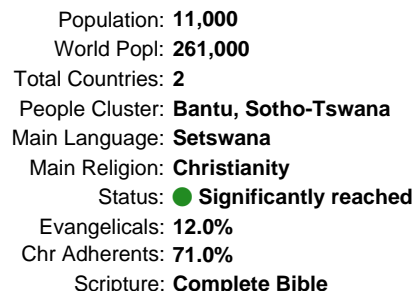 Population: 11,000
World Popl: 261,000
Total Countries: 2
People Cluster: Bantu, Sotho-Tswana
Main Language: Setswana
Main Religion: Christianity
Status: Significantly reached
Evangelicals: 12.0%
Chr Adherents: 71.0%
Scripture: Complete Bible